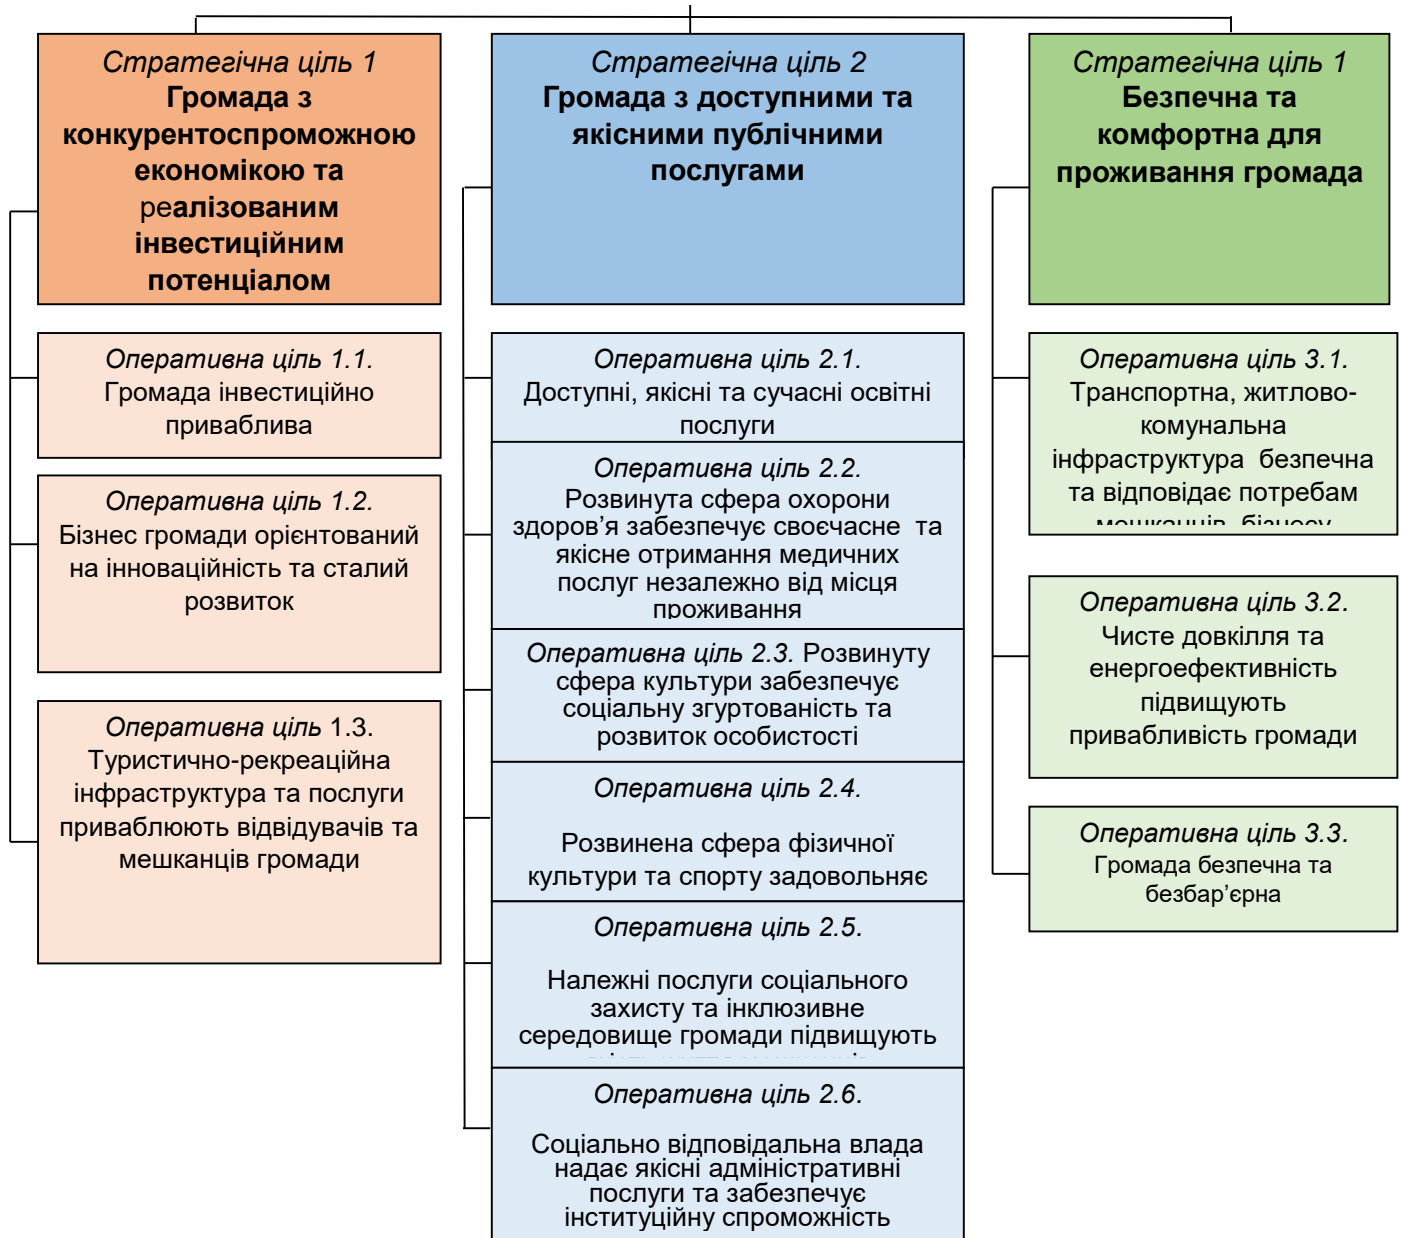 Стратегічна ціль 1
Громада з
конкурентоспроможною
економікою та
реалізованим
інвестиційним
потенціалом
Оперативна ціль 1.1.
Громада інвестиційно
приваблива
Оперативна ціль 1.2.
Бізнес громади орієнтований
на інноваційність та сталий
розвиток
Оперативна ціль 1.3.
Туристично-рекреаційна
інфраструктура та послуги
приваблюють відвідувачів та
мешканців громади
Стратегічна ціль 2
Громада з доступними та
якісними публічними
послугами
Оперативна ціль 2.1.
Доступні, якісні та сучасні освітні
послуги
Оперативна ціль 2.2.
Розвинута сфера охорони
здоров’я забезпечує своєчасне та
якісне отримання медичних
послуг незалежно від місця
проживання
Оперативна ціль 2.3. Розвинуту
сфера культури забезпечує
соціальну згуртованість та
розвиток особистості
Оперативна ціль 2.4.
Розвинена сфера фізичної
культури та спорту задовольняє
Оперативна ціль 2.5.
Належні послуги соціального
захисту та інклюзивне
середовище громади підвищують
Оперативна ціль 2.6.
Соціально відповідальна влада
надає якісні адміністративні
послуги та забезпечує
інституційну спроможність
Стратегічна ціль 1
Безпечна та
комфортна для
проживання громада
Оперативна ціль 3.1.
Транспортна, житлово-
комунальна
інфраструктура безпечна
та відповідає потребам
мешканців бізнесу
Оперативна ціль 3.2.
Чисте довкілля та
енергоефективність
підвищують
привабливість громади
Оперативна ціль 3.3.
Громада безпечна та
безбар’єрна